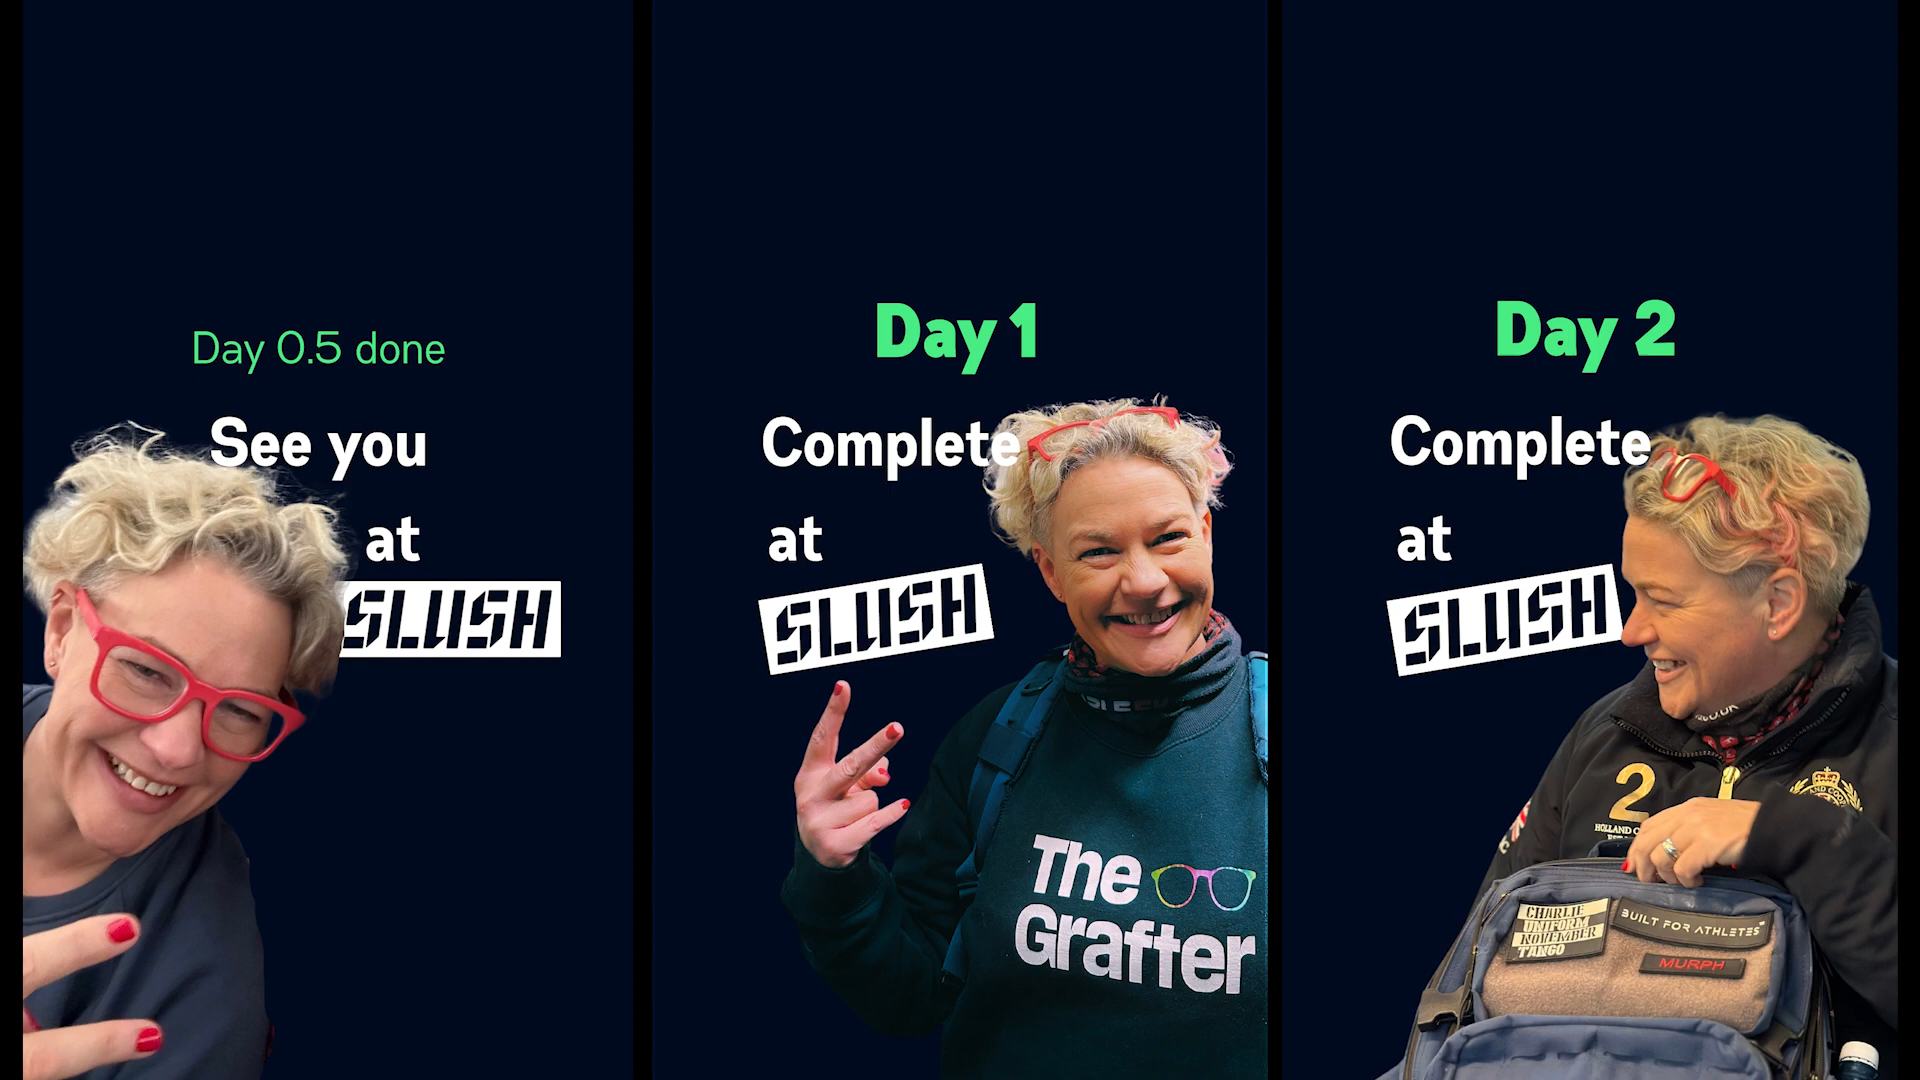 Day 0.5 done
See you
at
SLUSH
Day 1
Complete
at
SLUSH
The
Grafter
Day 2
Complete
at
SLUSH
2
CHARLIE
UNIFORM
NOVEMBER
TANGO
BUILT FOR ATHLETES
MURPH